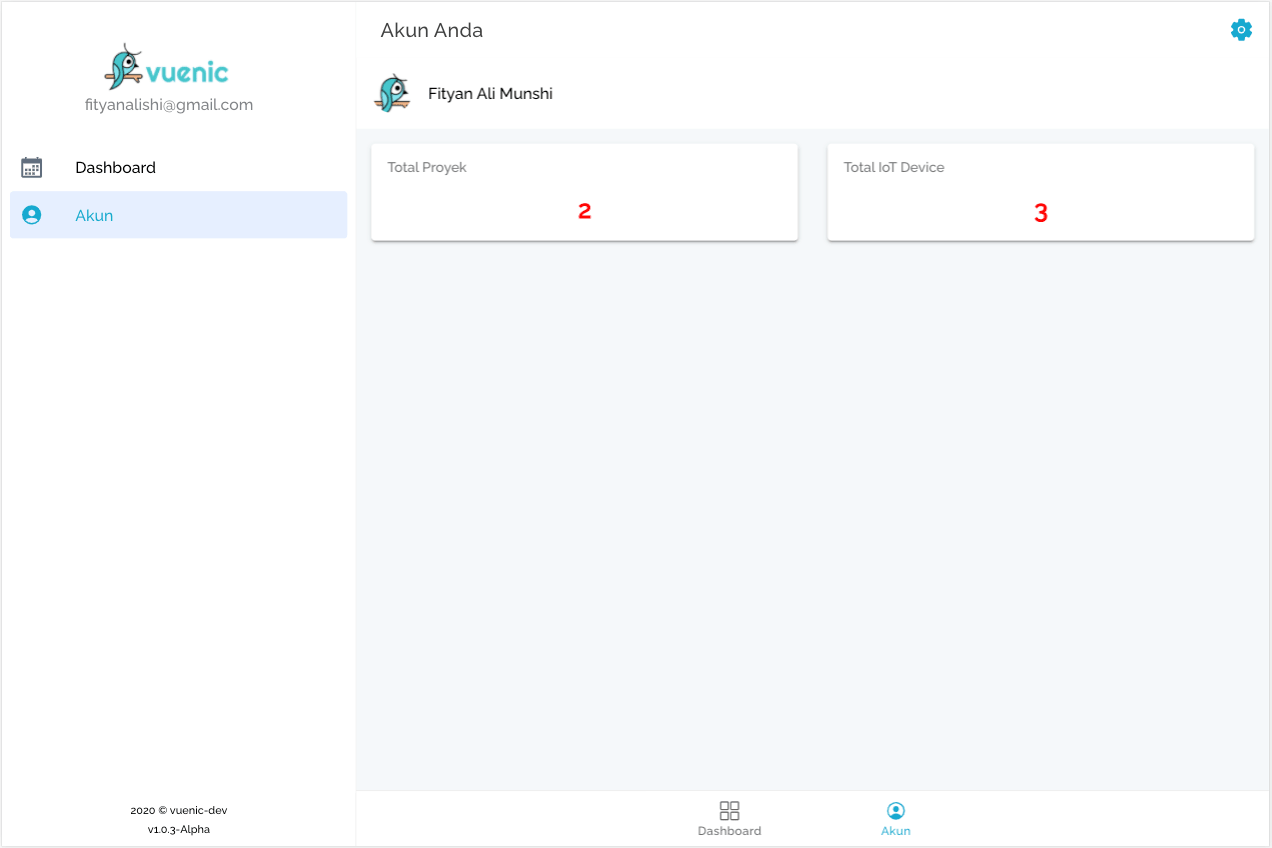 vuenic
fityanalishi@gmail.com
Dashboard
Akun
2020 © vuenic-dev
v1.0.3-Alpha
Akun Anda
Fityan Ali Munshi
Total Proyek
2
Total IoT Device
3
Dashboard
Akun